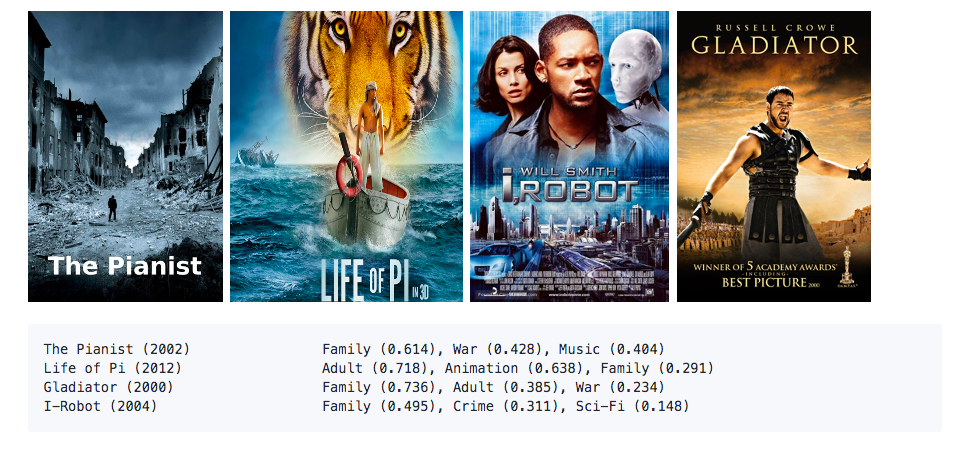 The Pianist
LIFE OF PI IN 3D
WILL SMITH
I,ROBOT
RUSSELL CROWE
GLADIATOR
WINNER OF 5 ACADEMY AWARDS
INCLUDING
BEST PICTURE 2000
The Pianist (2002) Family (0.614), War (0.428), Music (0.404)
Life of Pi (2012) Adult (0.718), Animation (0.638), Family (0.291)
Gladiator (2000) Family (0.736), Adult (0.385), War (0.234)
I-Robot (2004) Family (0.495), Crime (0.311), Sci-Fi (0.148)